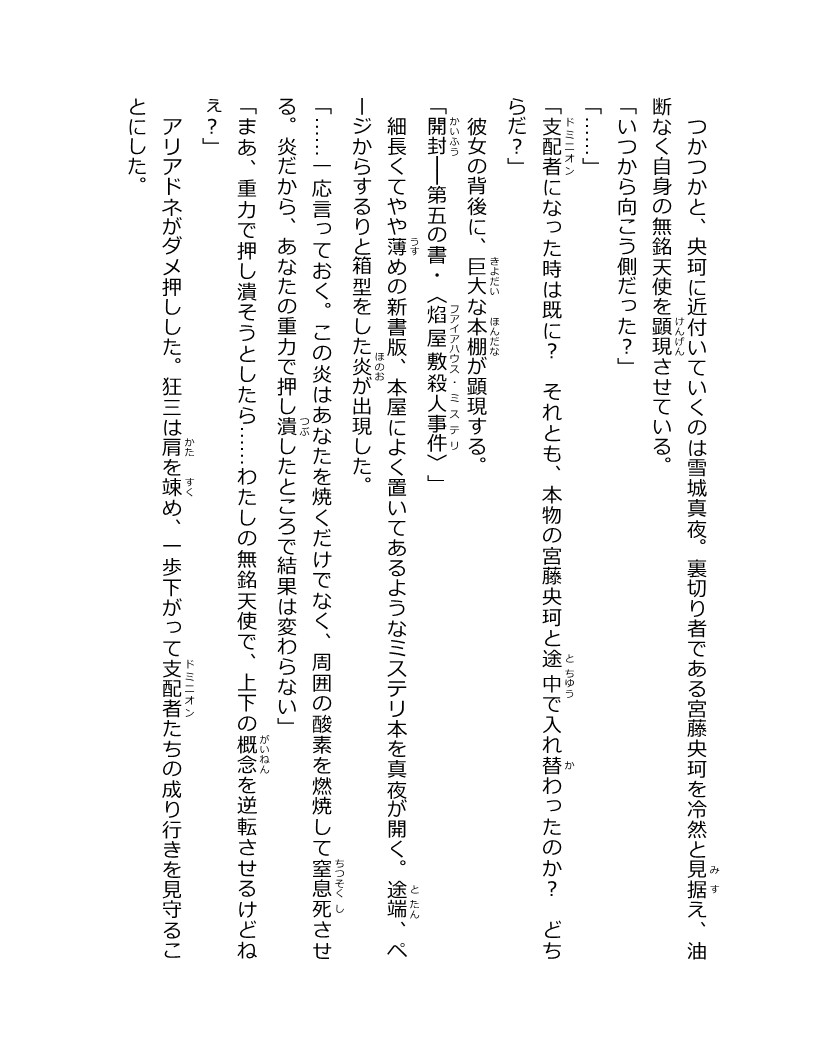 つかつかと、央珂に近付いていくのは雪城真夜。裏切り者である宮藤央珂を冷然と見据え、油
断なく自身の無銘天使を顕現させている。
「いつから向こう側だった？」
「……」
「支配者になった時は既に？　それとも、本物の宮藤央珂と途中で入れ替わったのか？　どち
らだ？」
　彼女の背後に、巨大な本棚が顕現する。
「開封――第五の書・〈焰屋敷殺人事件〉」
　細長くてやや薄めの新書版、本屋によく置いてあるようなミステリ本を真夜が開く。途端、ペ
ージからするりと箱型をした炎が出現した。
「……一応言っておく。この炎はあなたを焼くだけでなく、周囲の酸素を燃焼して窒息死させ
る。炎だから、あなたの重力で押し潰したところで結果は変わらない」
「まあ、重力で押し潰そうとしたら……わたしの無銘天使で、上下の概念を逆転させるけどね
ぇ？」
　アリアドネがダメ押しした。狂三は肩を竦め、一歩下がって支配者たちの成り行きを見守るこ
とにした。